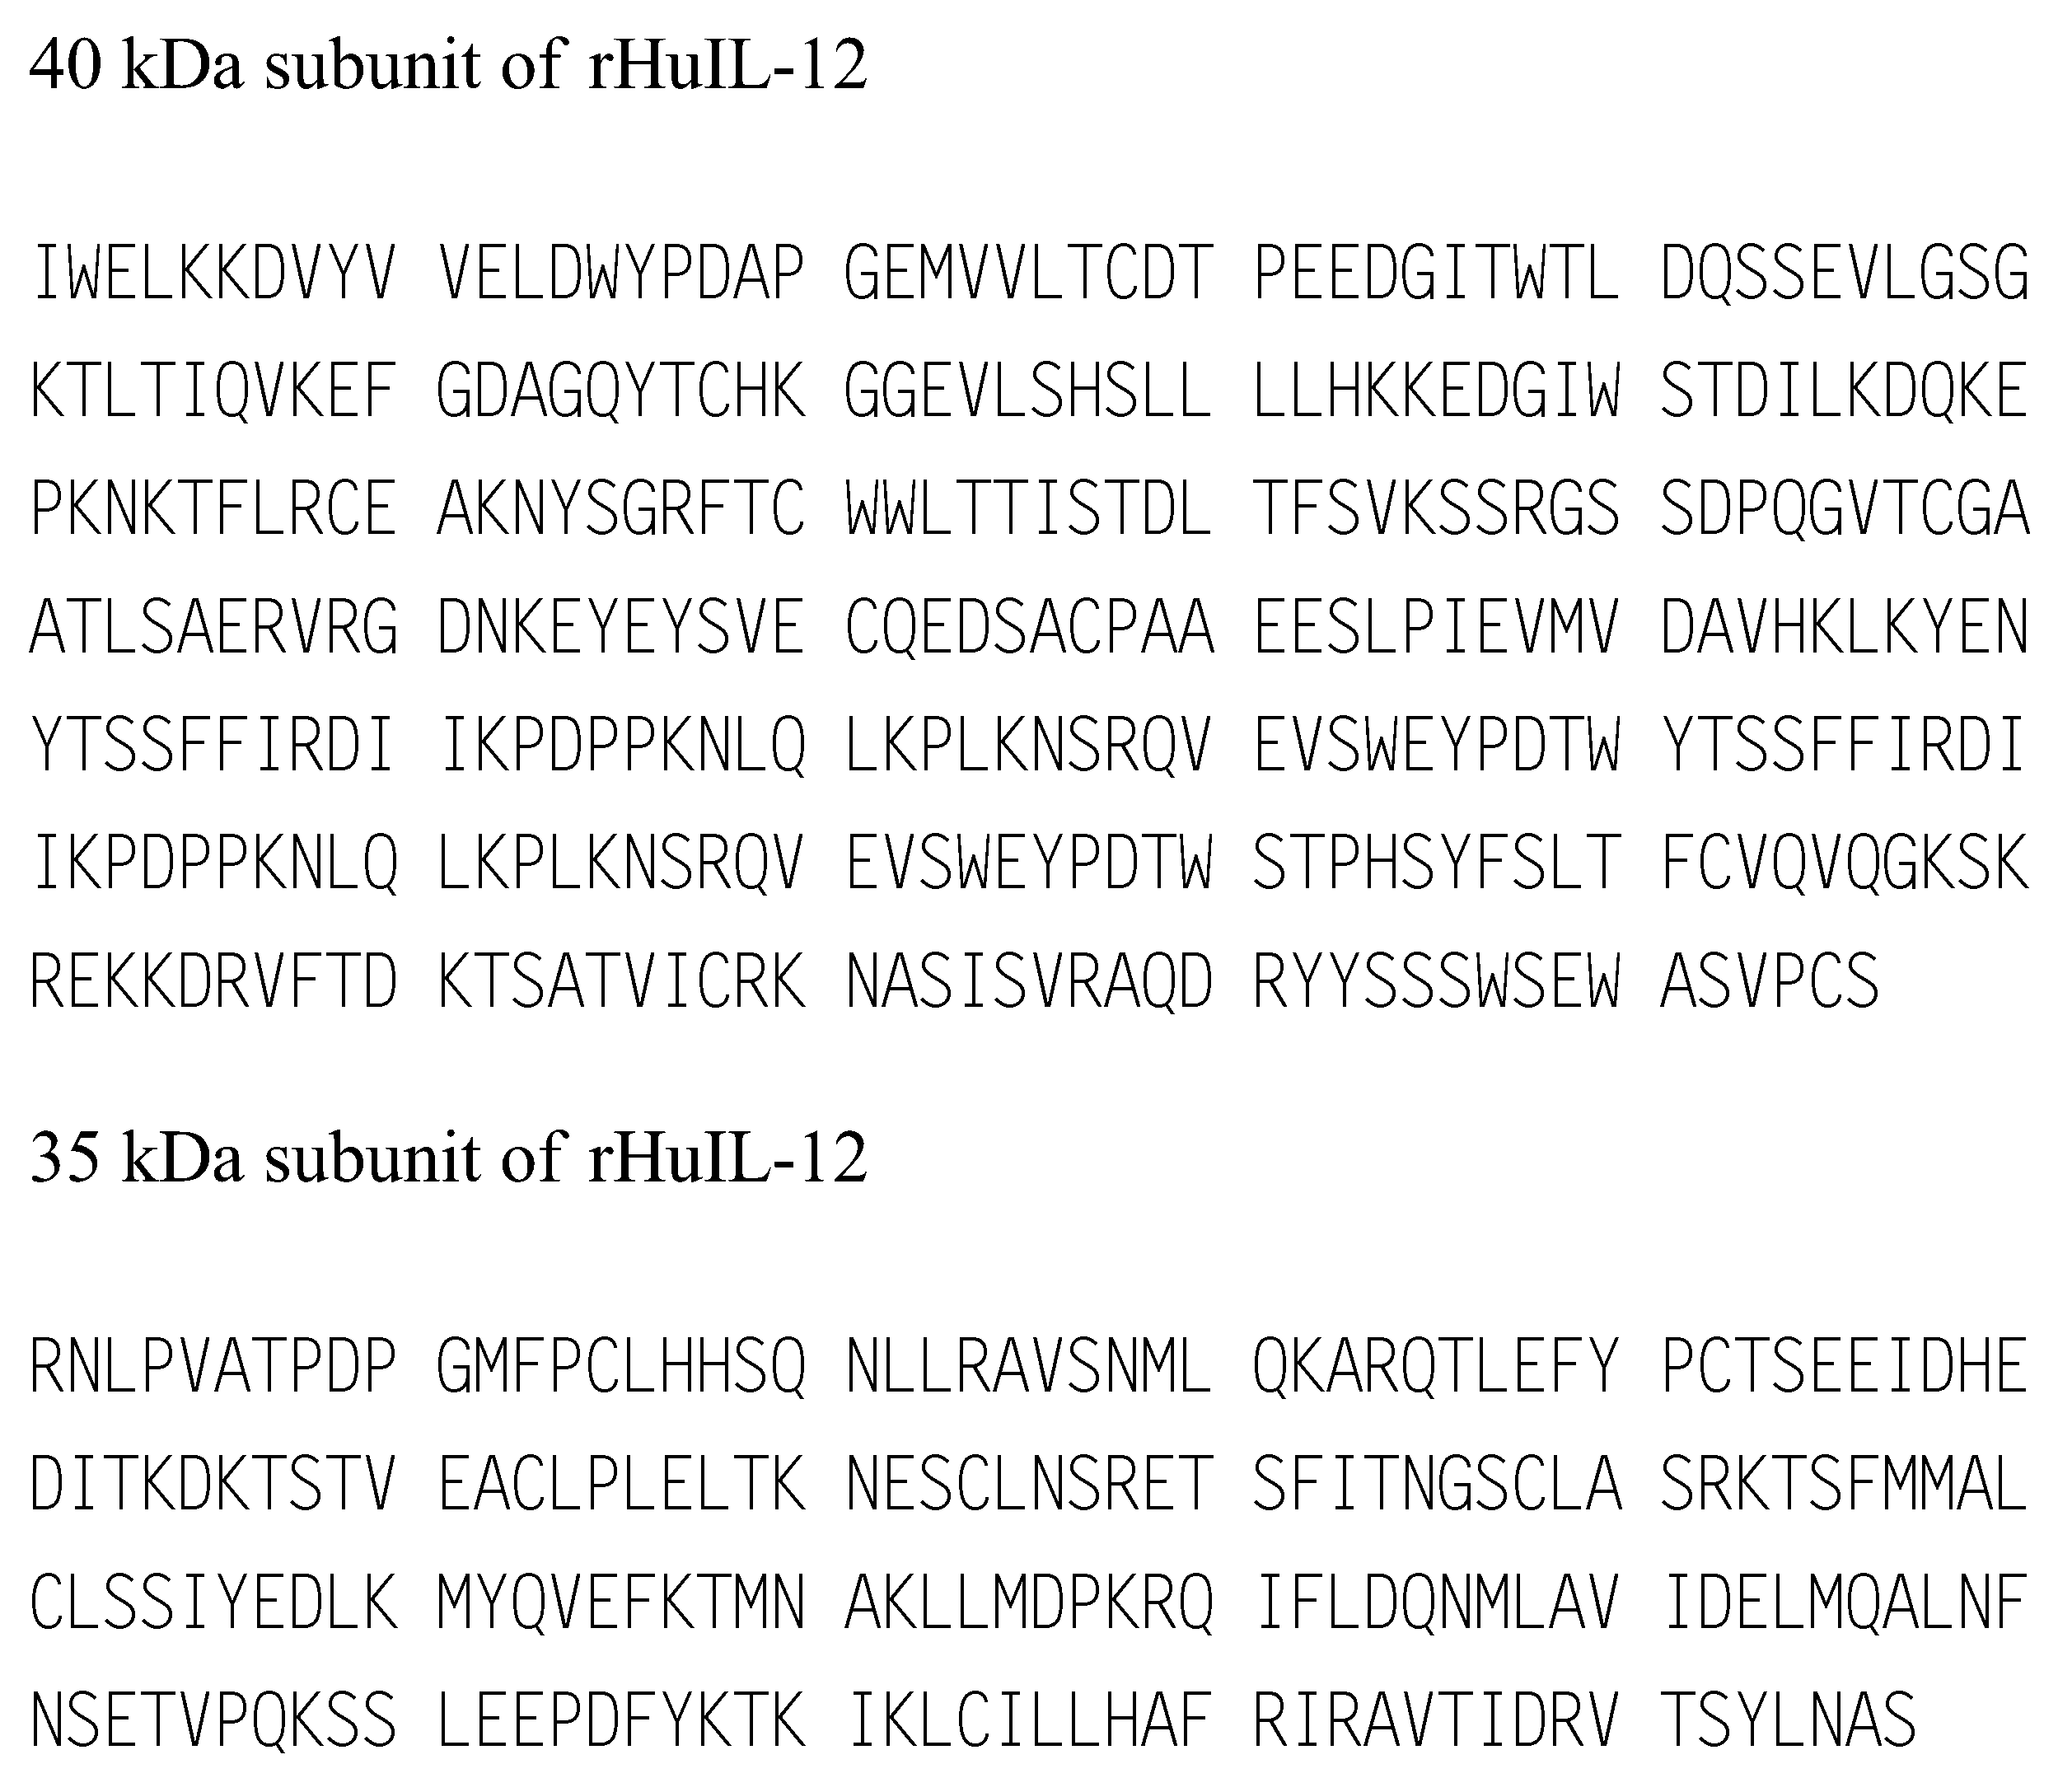 40 kDa subunit of rHuIL-12
IWELKKDVYV VELDWYPDAP GEMVVLTCDT PEEDGITWTL DQSSEVLGSG
KTLTIQVKEF GDAGQYTCHK GGEVLSHSLL LLHKKEDGIW STDILKDQKE
PKNKTFLRCE AKNYSGRFTC WWLTTISTDL TFSVKSSRGS SDPQGVTCGA
ATLSAERVRG DNKEYEYSVE CQEDSACPAA EESLPIEVMV DAVHKLKYEN
YTSSFFIRDI IKPDPPKNLQ LKPLKNSRQV EVSWEYPDTW YTSSFFIRDI
IKPDPPKNLQ LKPLKNSRQV EVSWEYPDTW STPHSYFSLT FCVQVQGKSK
REKKDRVFTD KTSATVICRK NASISVRAQD RYYSSSWSEW ASVPCS
35 kDa subunit of rHuIL-12
RNLPVATPDP GMFPCLHHSQ NLLRAVSNML QKARQTLEFY PCTSEEIDHE
DITKDKTSTV EACLPLELTK NESCLNSRET SFITNGSCLA SRKTSFMMAL
CLSSIYEDLK MYQVEFKTMN AKLLMDPKRQ IFLDQNMLAV IDELMQALNF
NSETVPQKSS LEEPDFYKTK IKLCILLHAF RIRAVTIDRV TSYLNAS